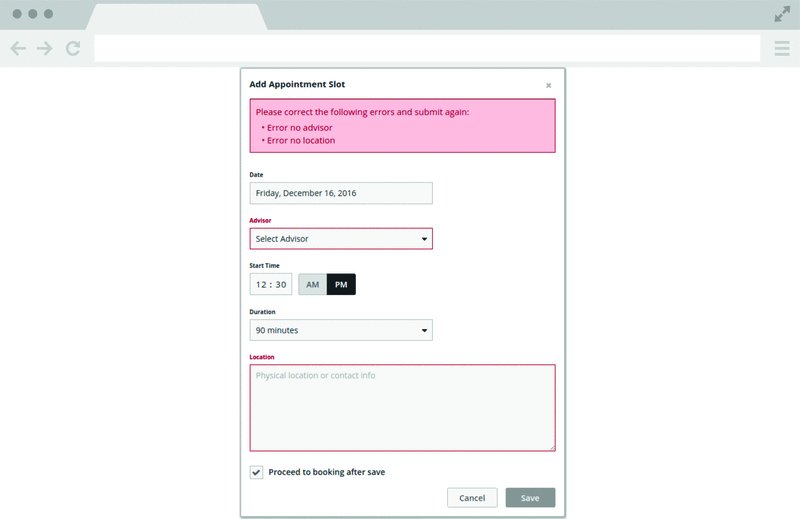 Add Appointment Slot ×
Please correct the following errors and submit again:
• Error no advisor
• Error no location
Date
Friday, December 16, 2016
Advisor
Select Advisor
Start Time
12 : 30 AM PM
Duration
90 minutes
Location
Physical location or contact info
Proceed to booking after save
Cancel Save